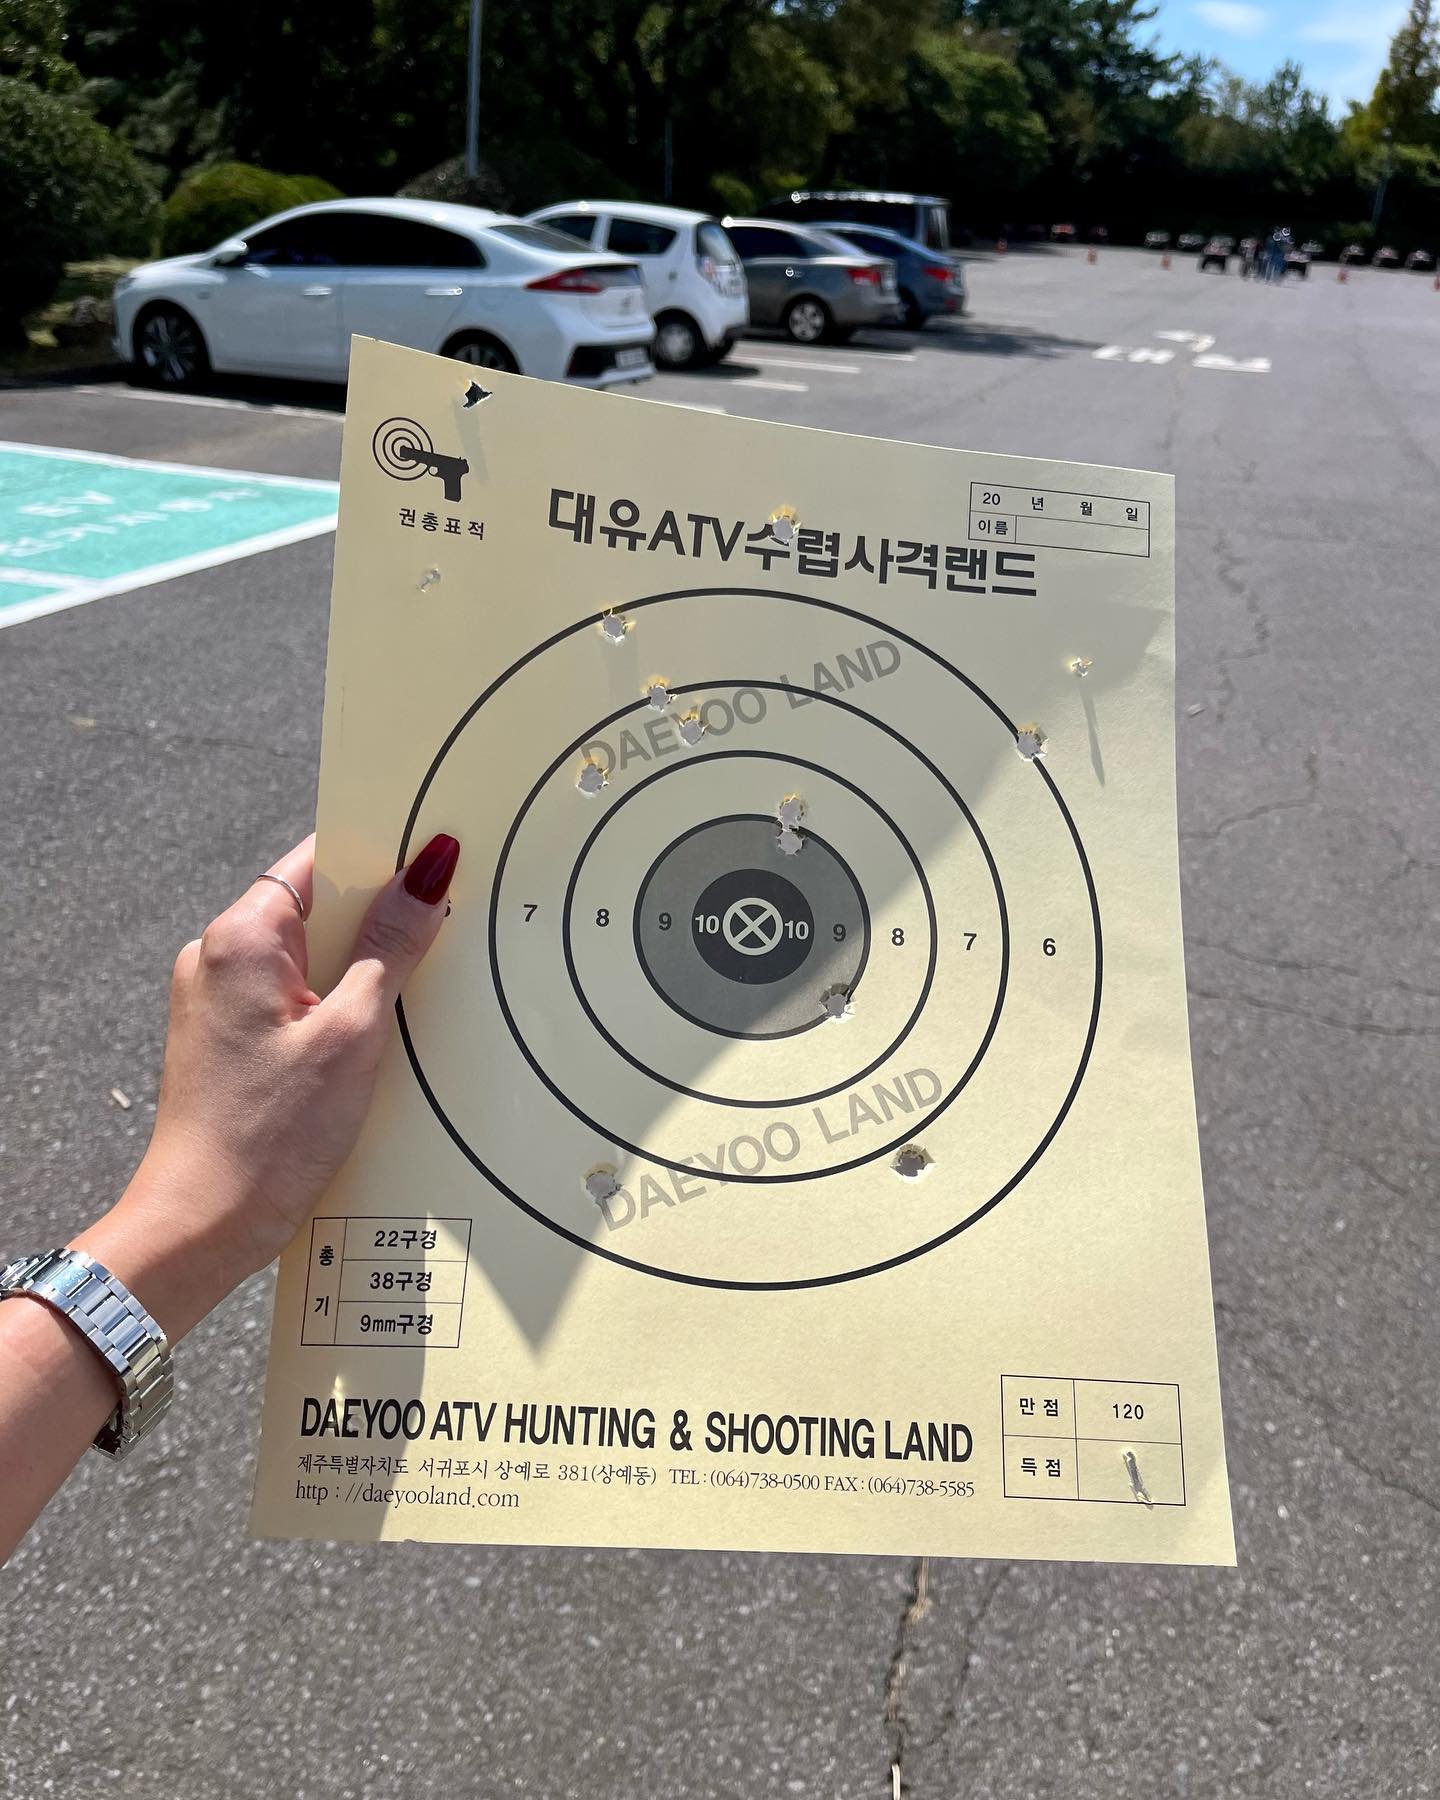 권총표적
대유ATV수렵사격랜드
20 년 월 일
이름
DAEYOO LAND
7 8 9 10 10 9 8 7 6
DAEYOO LAND
총기
22구경
38구경
9mm구경
DAEYOO ATV HUNTING & SHOOTING LAND
제주특별자치도 서귀포시 상예로 381(상예동) TEL : (064)738-0500 FAX : (064)738-5585
http : //daeyooland.com
만점 120
득점